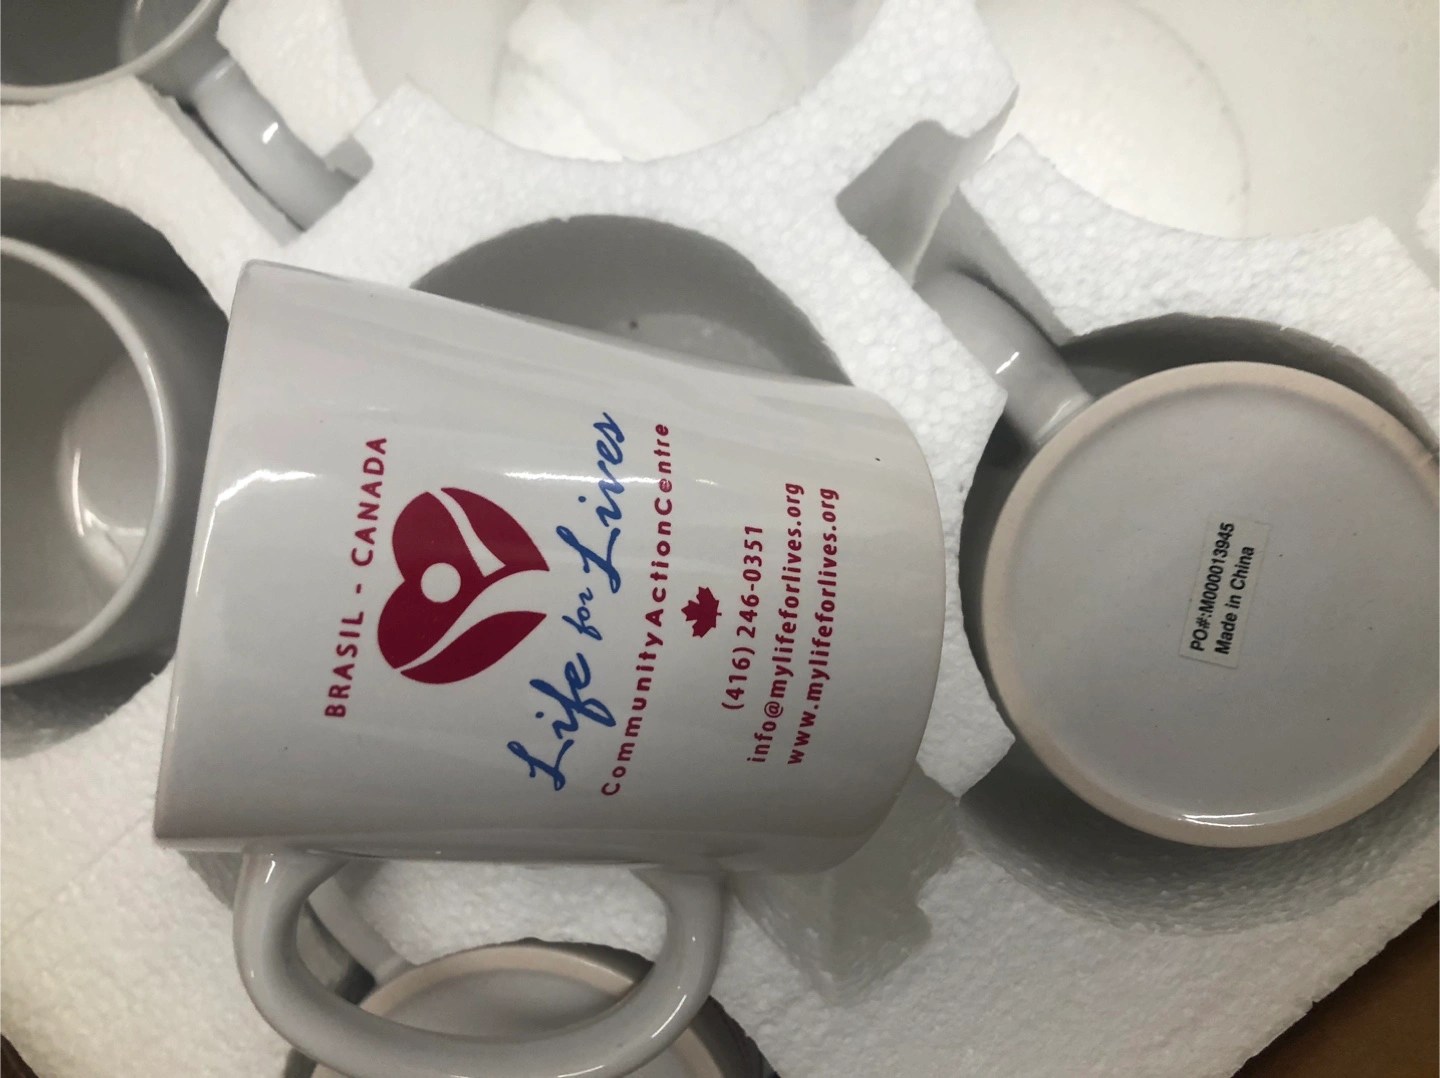 BRASIL - CANADA
Life for Lives
CommunityActionCentre
(416) 246-0351
info@mylifeforlives.org
www.mylifeforlives.org
PO#:M000013945
Made in China